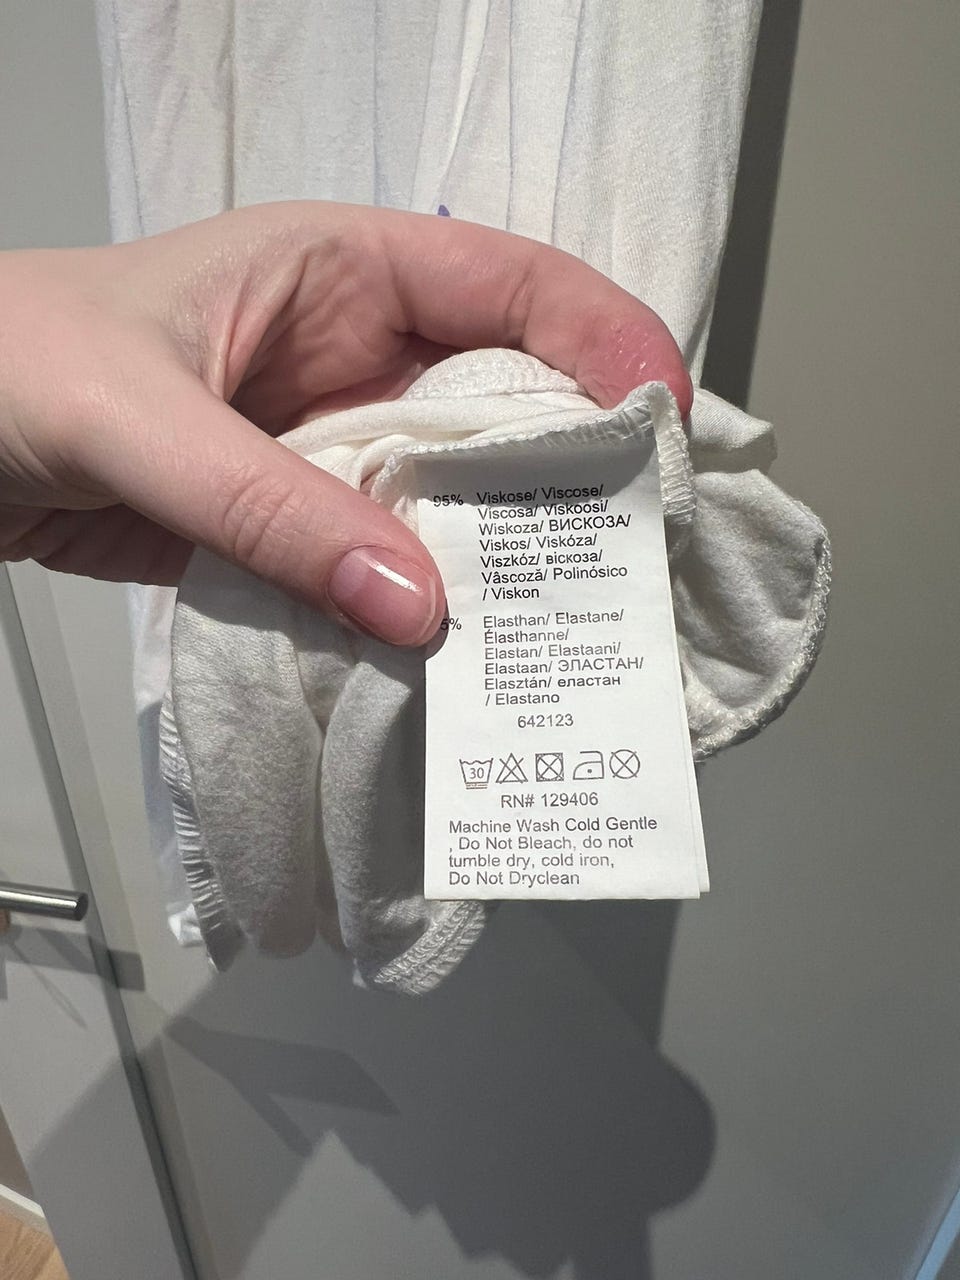 95% Viskose/ Viscose/
Viscosa/ Viskoosi/
Wiskoza/ ВИСКОЗА/
Viskos/ Viskóza/
Viszkóz/ віскоза/
Vâscoză/ Polinósico
/ Viskon
5% Elasthan/ Elastane/
Élasthanne/
Elastan/ Elastaani/
Elastaan/ ЭЛАСТАН/
Elasztán/ еластан
/ Elastano
642123
30
RN# 129406
Machine Wash Cold Gentle
, Do Not Bleach, do not
tumble dry, cold iron,
Do Not Dryclean